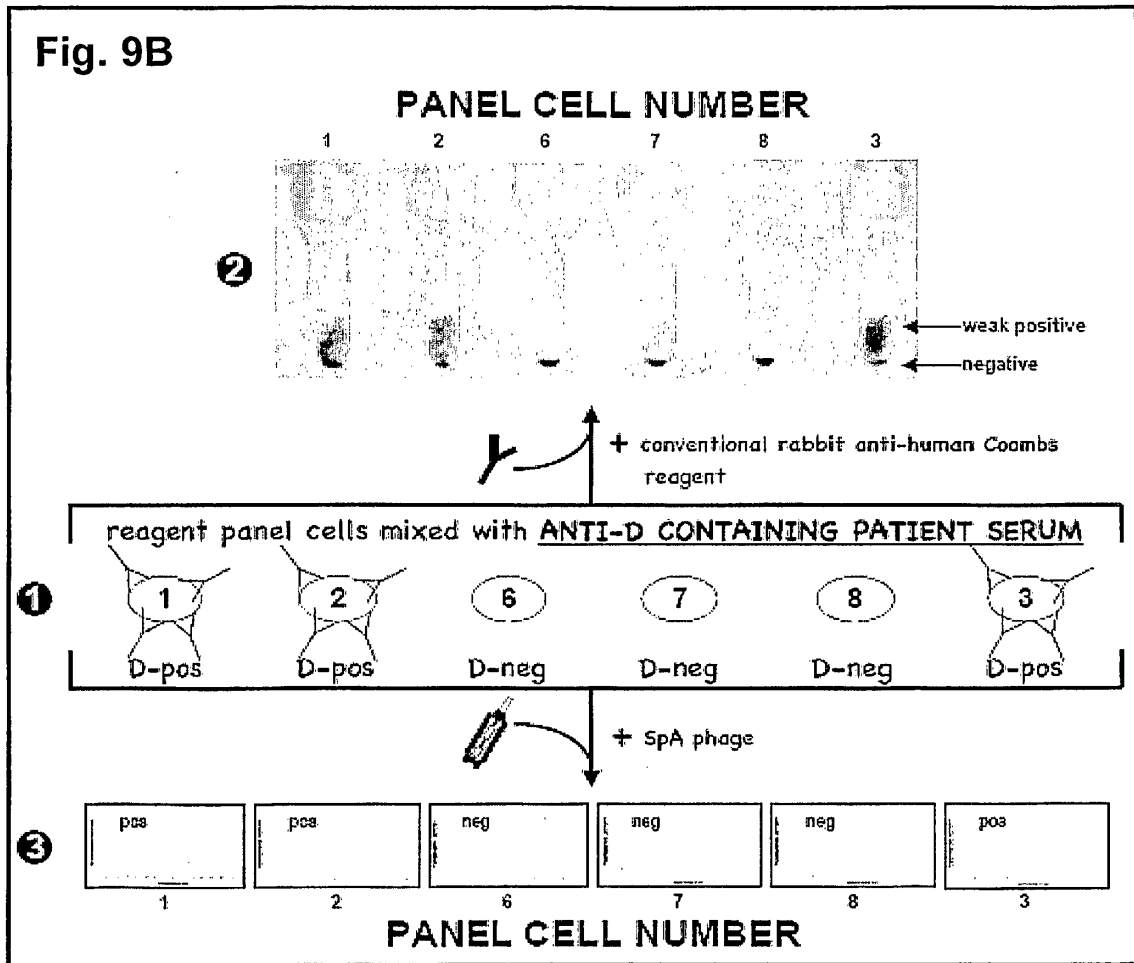 Fig. 9B
PANEL CELL NUMBER
1 2 6 7 8 3
2
weak positive
negative
+ conventional rabbit anti-human Coombs
reagent
reagent panel cells mixed with ANTI-D CONTAINING PATIENT SERUM
1
1 2 6 7 8 3
D-pos D-pos D-neg D-neg D-neg D-pos
+ SpA phage
3
pos pos neg neg neg pos
1 2 6 7 8 3
PANEL CELL NUMBER